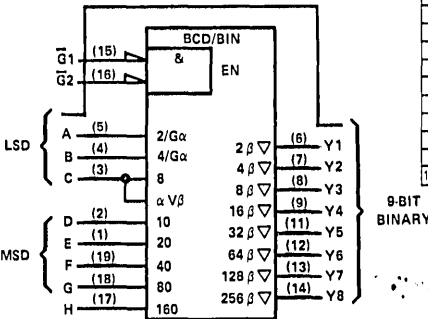 BCD/BIN
G̅1 (15) &
G̅2 (16) EN
LSD
A (5) 2/Gα
B (4) 4/Gα
C (3) 8
α Vβ
MSD
D (2) 10
E (1) 20
F (19) 40
G (18) 80
H (17) 160
2 β ▽ (6) Y1
4 β ▽ (7) Y2
8 β ▽ (8) Y3
16 β ▽ (9) Y4
32 β ▽ (11) Y5
64 β ▽ (12) Y6
128 β ▽ (13) Y7
256 β ▽ (14) Y8
9-BIT
BINARY